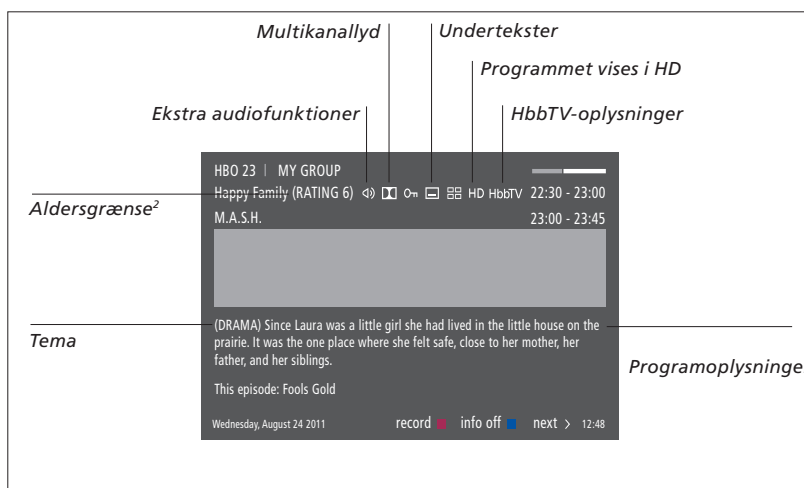 Multikanallyd
Undertekster
Programmet vises i HD
Ekstra audiofunktioner
HbbTV-oplysninger
HBO 23 | MY GROUP
Happy Family (RATING 6) HD HbbTV 22:30 - 23:00
Aldersgrænse²
M.A.S.H. 23:00 - 23:45
(DRAMA) Since Laura was a little girl she had lived in the little house on the
Tema
prairie. It was the one place where she felt safe, close to her mother, her
father, and her siblings.
Programoplysninge
This episode: Fools Gold
Wednesday, August 24 2011 record info off next > 12:48